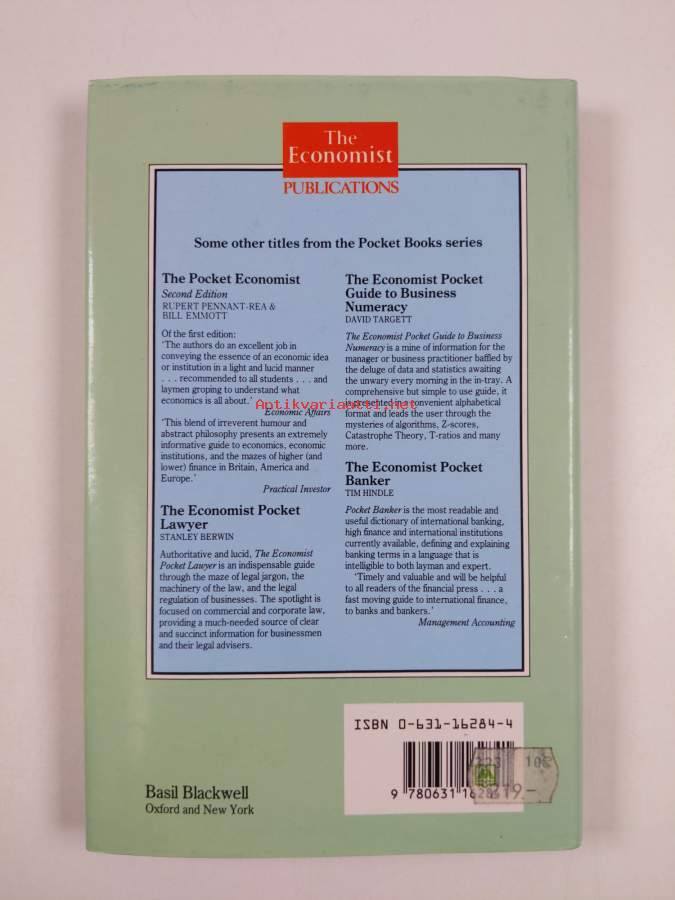 The
Economist
PUBLICATIONS
Some other titles from the Pocket Books series
The Pocket Economist
Second Edition
RUPERT PENNANT-REA &
BILL EMMOTT
Of the first edition:
'The authors do an excellent job in
conveying the essence of an economic idea
or institution in a light and lucid manner
. . . recommended to all students . . . and
laymen groping to understand what
economics is all about.'
Economic Affairs
'This blend of irreverent humour and
abstract philosophy presents an extremely
informative guide to economics, economic
institutions, and the mazes of higher (and
lower) finance in Britain, America and
Europe.'
Practical Investor
The Economist Pocket
Lawyer
STANLEY BERWIN
Authoritative and lucid, The Economist
Pocket Lawyer is an indispensable guide
through the maze of legal jargon, the
machinery of the law, and the legal
regulation of businesses. The spotlight is
focused on commercial and corporate law,
providing a much-needed source of clear
and succinct information for businessmen
and their legal advisers.
The Economist Pocket
Guide to Business
Numeracy
DAVID TARGETT
The Economist Pocket Guide to Business
Numeracy is a mine of information for the
manager or business practitioner baffled by
the deluge of data and statistics awaiting
the unwary every morning in the in-tray. A
comprehensive but simple to use guide, it
is presented in a convenient alphabetical
format and leads the user through the
mysteries of algorithms, Z-scores,
Catastrophe Theory, T-ratios and many
more.
The Economist Pocket
Banker
TIM HINDLE
Pocket Banker is the most readable and
useful dictionary of international banking,
high finance and international institutions
currently available, defining and explaining
banking terms in a language that is
intelligible to both layman and expert.
'Timely and valuable and will be helpful
to all readers of the financial press . . . a
fast moving guide to international finance,
to banks and bankers.'
Management Accounting
Antikvariaatti.net
ISBN 0-631-16284-4
9 780631 1628
19.-
Basil Blackwell
Oxford and New York